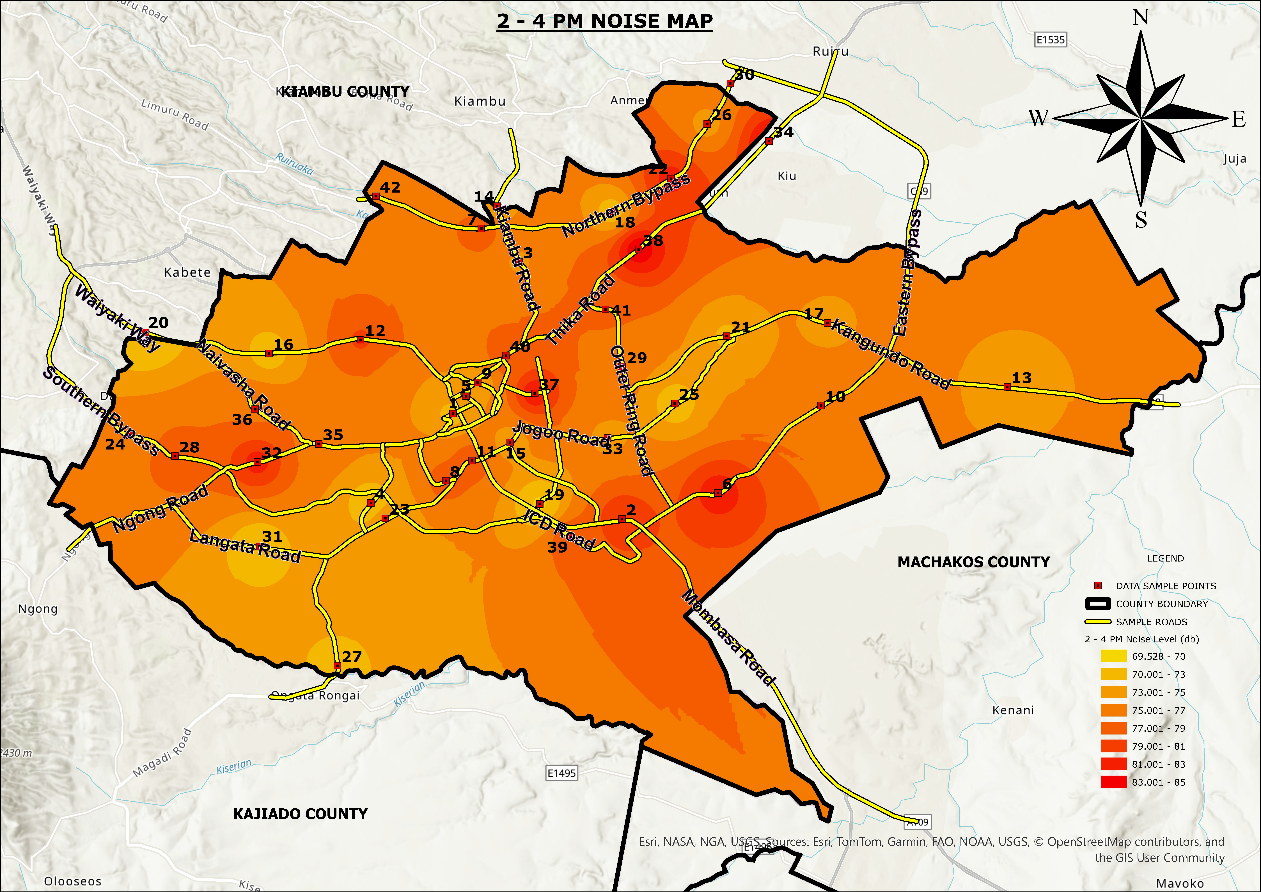 2 - 4 PM NOISE MAP
Ruiru
E1535
N
W
E
S
KIAMBU COUNTY
Kiambu
Limuru Road
Ruiruaka
Kiu
Juja
Kabete
Waiyaki Way
30
26
34
22
42
14
7
18
38
3
41
20
16
12
40
9
5
1
37
29
21
17
13
25
10
36
24
28
35
32
33
15
11
8
4
23
19
2
6
39
31
27
Northern Bypass
Kiambu Road
Thika Road
Eastern Bypass
Waiyaki Way
Naivasha Road
Southern Bypass
Outer Ring Road
Kangundo Road
Jogoo Road
Ngong Road
Langata Road
ICD Road
Mombasa Road
MACHAKOS COUNTY
Ngong
Ongata Rongai
Kiserian
Magadi Road
Kiserian
2430 m
E1495
KAJIADO COUNTY
Kenani
Olooseos
Mavoko
LEGEND
DATA SAMPLE POINTS
COUNTY BOUNDARY
SAMPLE ROADS
2 - 4 PM Noise Level (db)
69.528 - 70
70.001 - 73
73.001 - 75
75.001 - 77
77.001 - 79
79.001 - 81
81.001 - 83
83.001 - 85
Esri, NASA, NGA, USGS, Sources: Esri, TomTom, Garmin, FAO, NOAA, USGS, © OpenStreetMap contributors, and
the GIS User Community